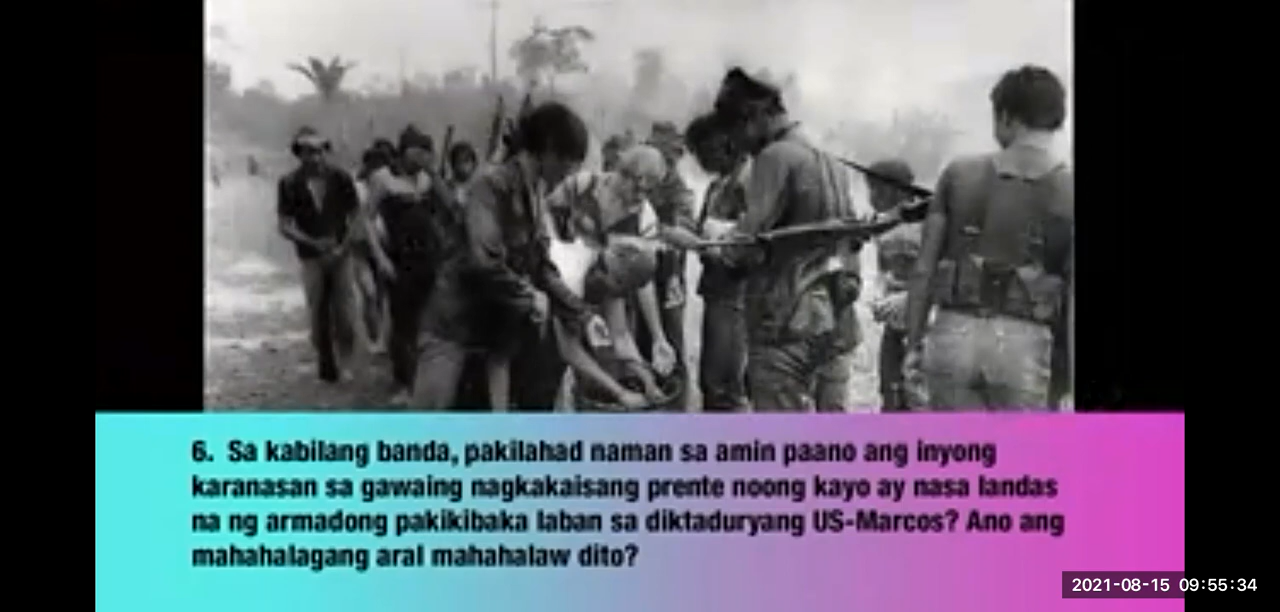 6. Sa kabilang banda, pakilahad naman sa amin paano ang inyong
karanasan sa gawaing nagkakaisang prente noong kayo ay nasa landas
na ng armadong pakikibaka laban sa diktaduryang US-Marcos? Ano ang
mahahalagang aral mahahalaw dito?
2021-08-15 09:55:34